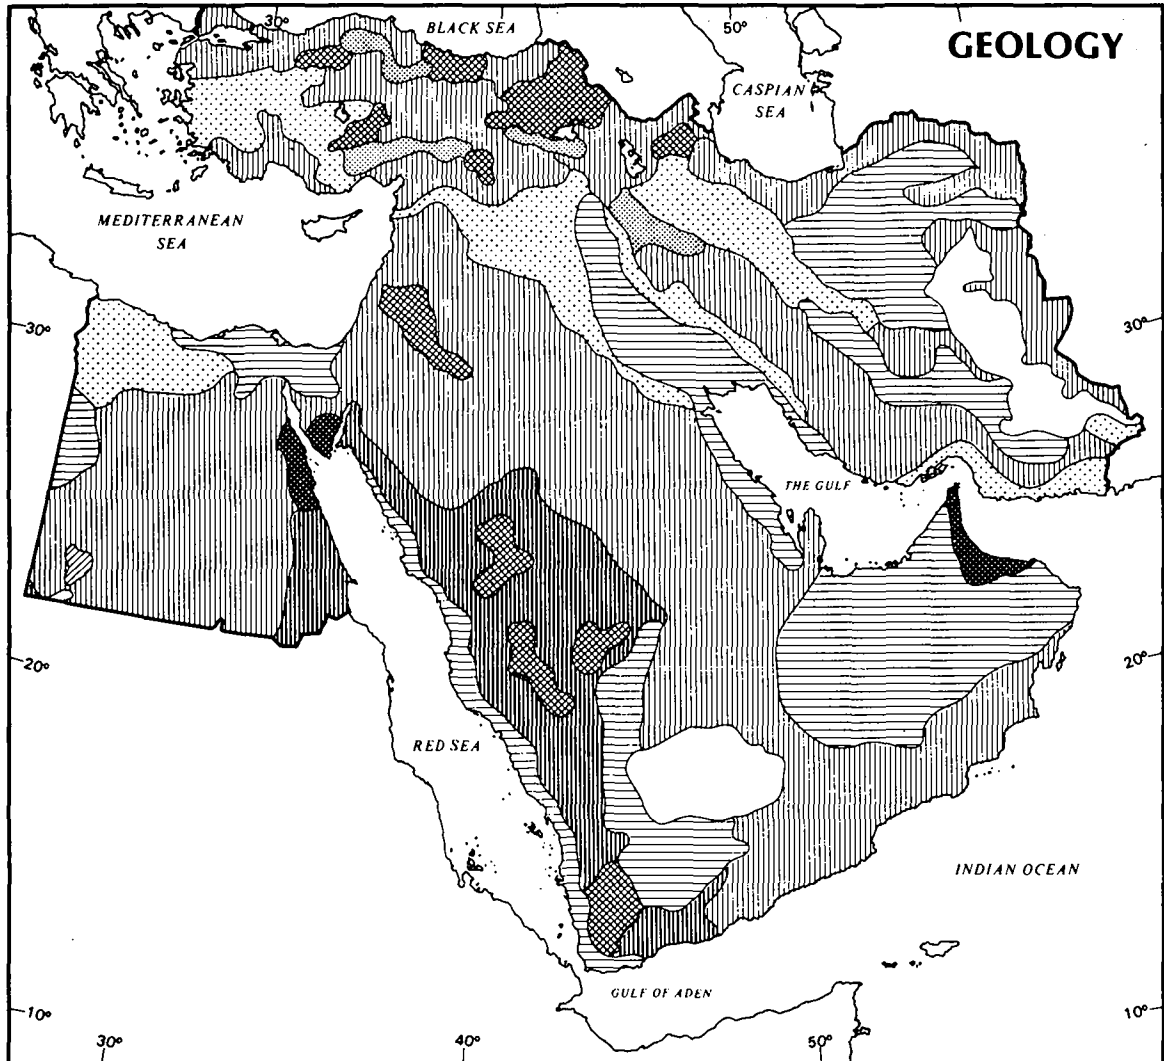 30°
BLACK SEA
50°
GEOLOGY
CASPIAN
SEA
MEDITERRANEAN
SEA
30°
30°
THE GULF
20°
20°
RED SEA
INDIAN OCEAN
GULF OF ADEN
10°
10°
30°
40°
50°